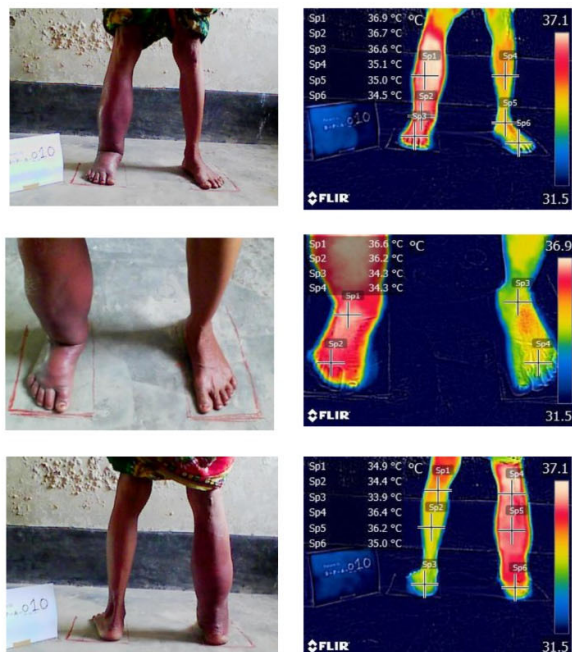 010
Sp1 36.9 °C °C 37.1
Sp2 36.7 °C
Sp3 36.6 °C
Sp4 35.1 °C
Sp5 35.0 °C
Sp6 34.5 °C
Sp1
Sp4
Sp2
Sp5
Sp3
Sp6
010
FLIR 31.5
Sp1 36.6 °C °C 36.9
Sp2 36.2 °C
Sp3 34.3 °C
Sp4 34.3 °C
Sp3
Sp1
Sp2
Sp4
FLIR 31.5
010
Sp1 34.9 °C °C 37.1
Sp2 34.4 °C
Sp3 33.9 °C
Sp4 36.4 °C
Sp5 36.2 °C
Sp6 35.0 °C
Sp1
Sp4
Sp2
Sp5
Sp3
Sp6
010
FLIR 31.5